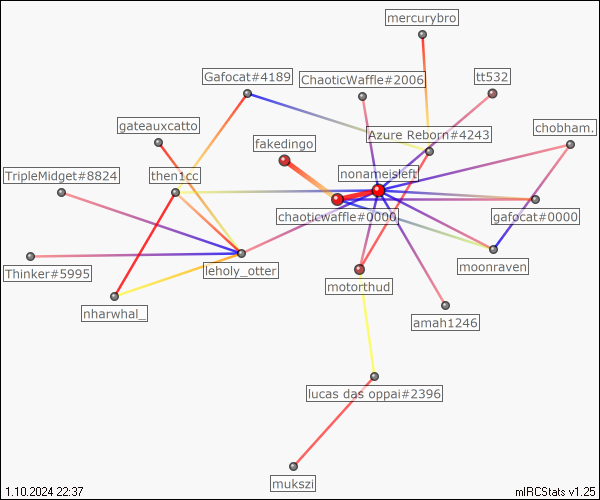 mercurybro
Gafocat#4189
ChaoticWaffle#2006
tt532
gateauxcatto
Azure Reborn#4243
chobham.
fakedingo
TripleMidget#8824
then1cc
nonameisleft
chaoticwaffle#0000
gafocat#0000
Thinker#5995
leholy_otter
moonraven
motorthud
nharwhal_
amah1246
lucas das oppai#2396
mukszi
1.10.2024 22:37
mIRCStats v1.25